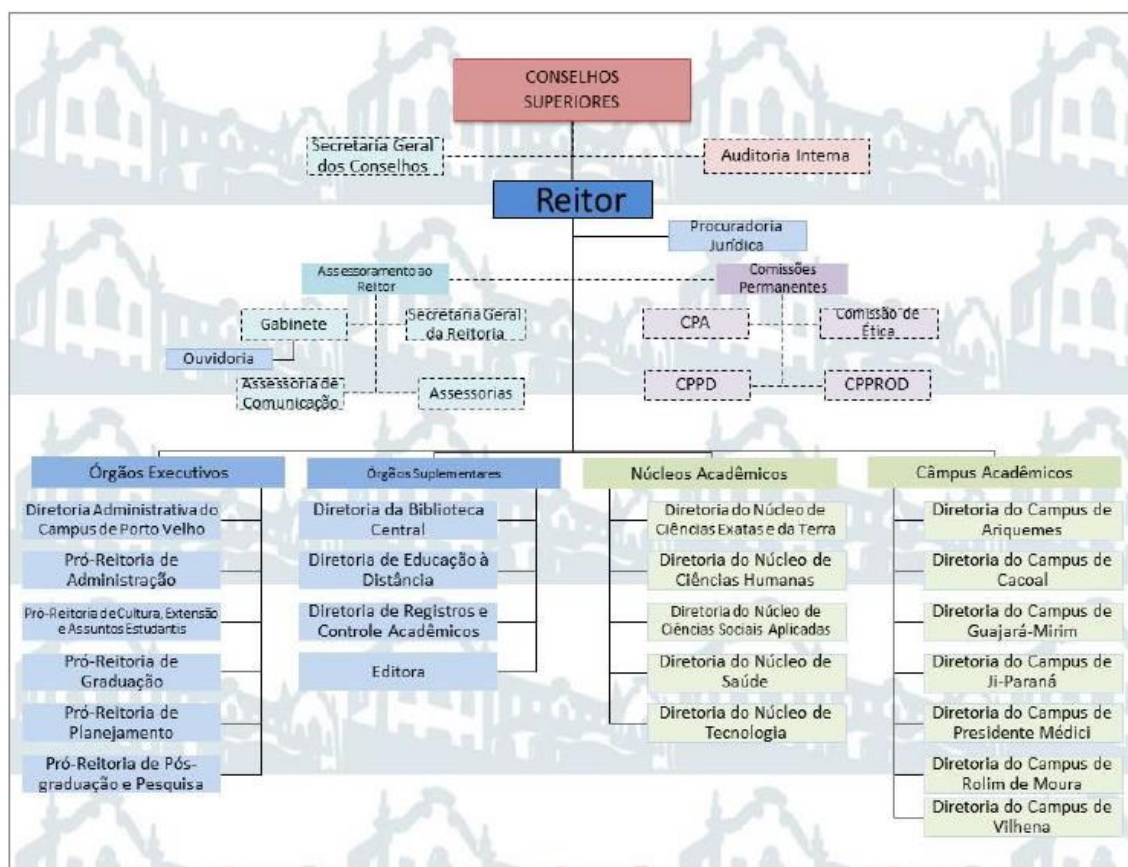 CONSELHOS
SUPERIORES
Secretaria Geral
dos Conselhos
Auditoria Interna
Reitor
Procuradoria
Jurídica
Assessoramento ao
Reitor
Comissões
Permanentes
Gabinete
Secretaria Geral
da Reitoria
CPA
Comissão de
Ética
Ouvidoria
Assessoria de
Comunicação
Assessorias
CPPD
CPPROD
Órgãos Executivos
Diretoria Administrativa do
Campus de Porto Velho
Pró-Reitoria de
Administração
Pró-Reitoria de Cultura, Extensão
e Assuntos Estudantis
Pró-Reitoria de
Graduação
Pró-Reitoria de
Planejamento
Pró-Reitoria de Pós-
graduação e Pesquisa
Órgãos Suplementares
Diretoria da Biblioteca
Central
Diretoria de Educação à
Distância
Diretoria de Registros e
Controle Acadêmicos
Editora
Núcleos Acadêmicos
Diretoria do Núcleo de
Ciências Exatas e da Terra
Diretoria do Núcleo de
Ciências Humanas
Diretoria do Núcleo de
Ciências Sociais Aplicadas
Diretoria do Núcleo de
Saúde
Diretoria do Núcleo de
Tecnologia
Câmpus Acadêmicos
Diretoria do Campus de
Ariquemes
Diretoria do Campus de
Cacoal
Diretoria do Campus de
Guajará-Mirim
Diretoria do Campus de
Ji-Paraná
Diretoria do Campus de
Presidente Médici
Diretoria do Campus de
Rolim de Moura
Diretoria do Campus de
Vilhena